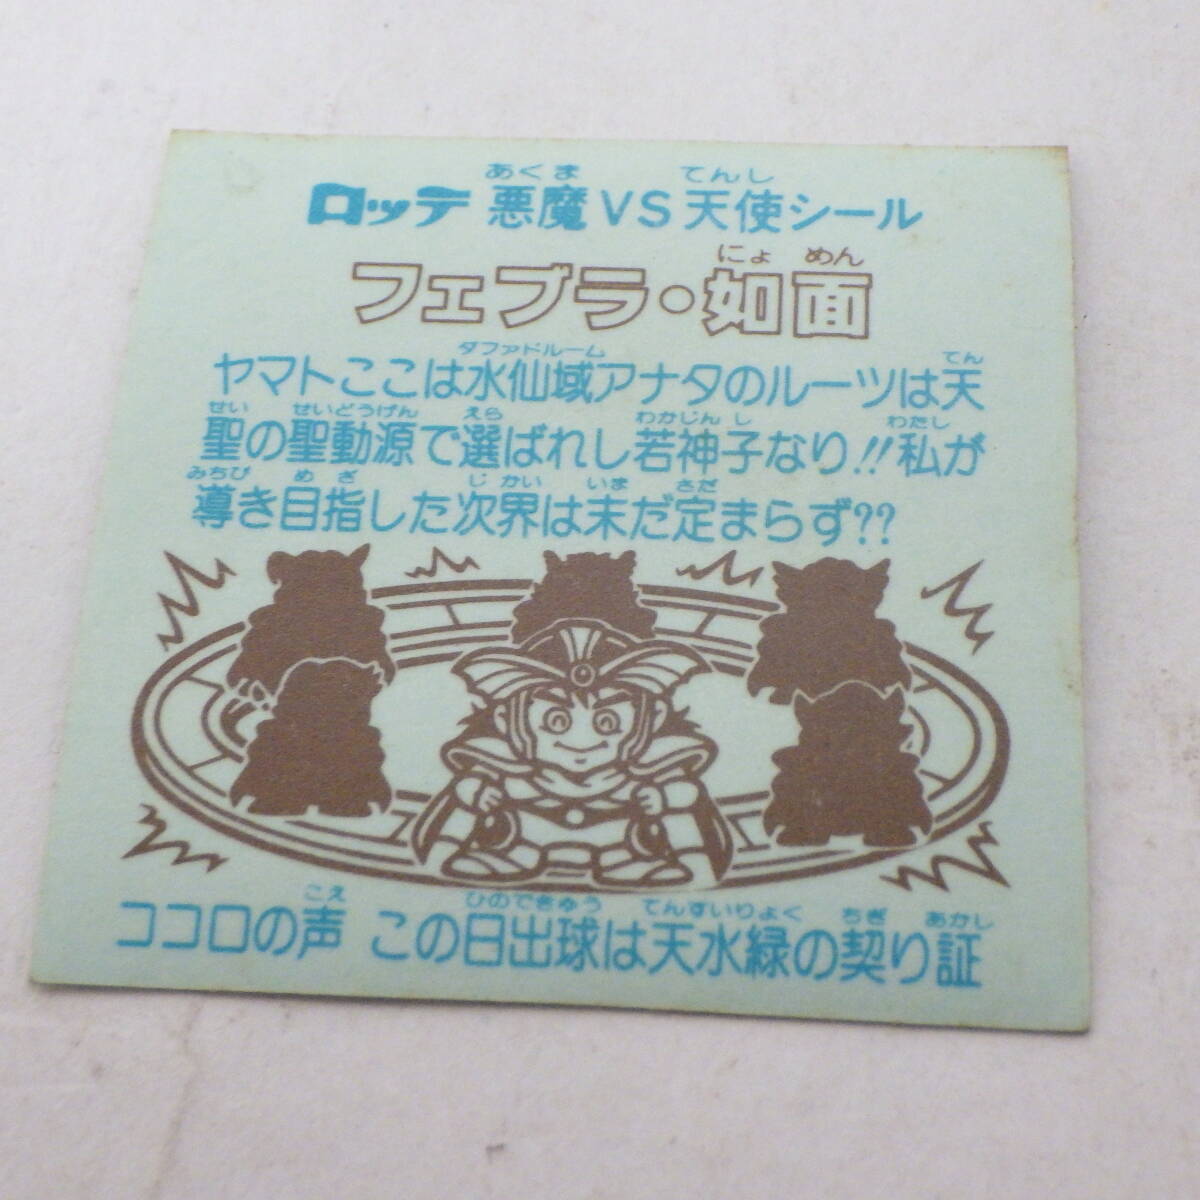 ロッテ 悪魔VS天使シール
あくま てんし
フェブラ・如面
にょ めん
ヤマトここは水仙域アナタのルーツは天
タファドルーム てん
聖の聖動源で選ばれし若神子なり!!私が
せい せいどうげん えら わかじんし わたし
導き目指した次界は未だ定まらず??
みちび めざ じかい いま さだ
ココロの声 この日出球は天水緑の契り証
こえ ひのできゅう てんすいりょく ちぎ あかし